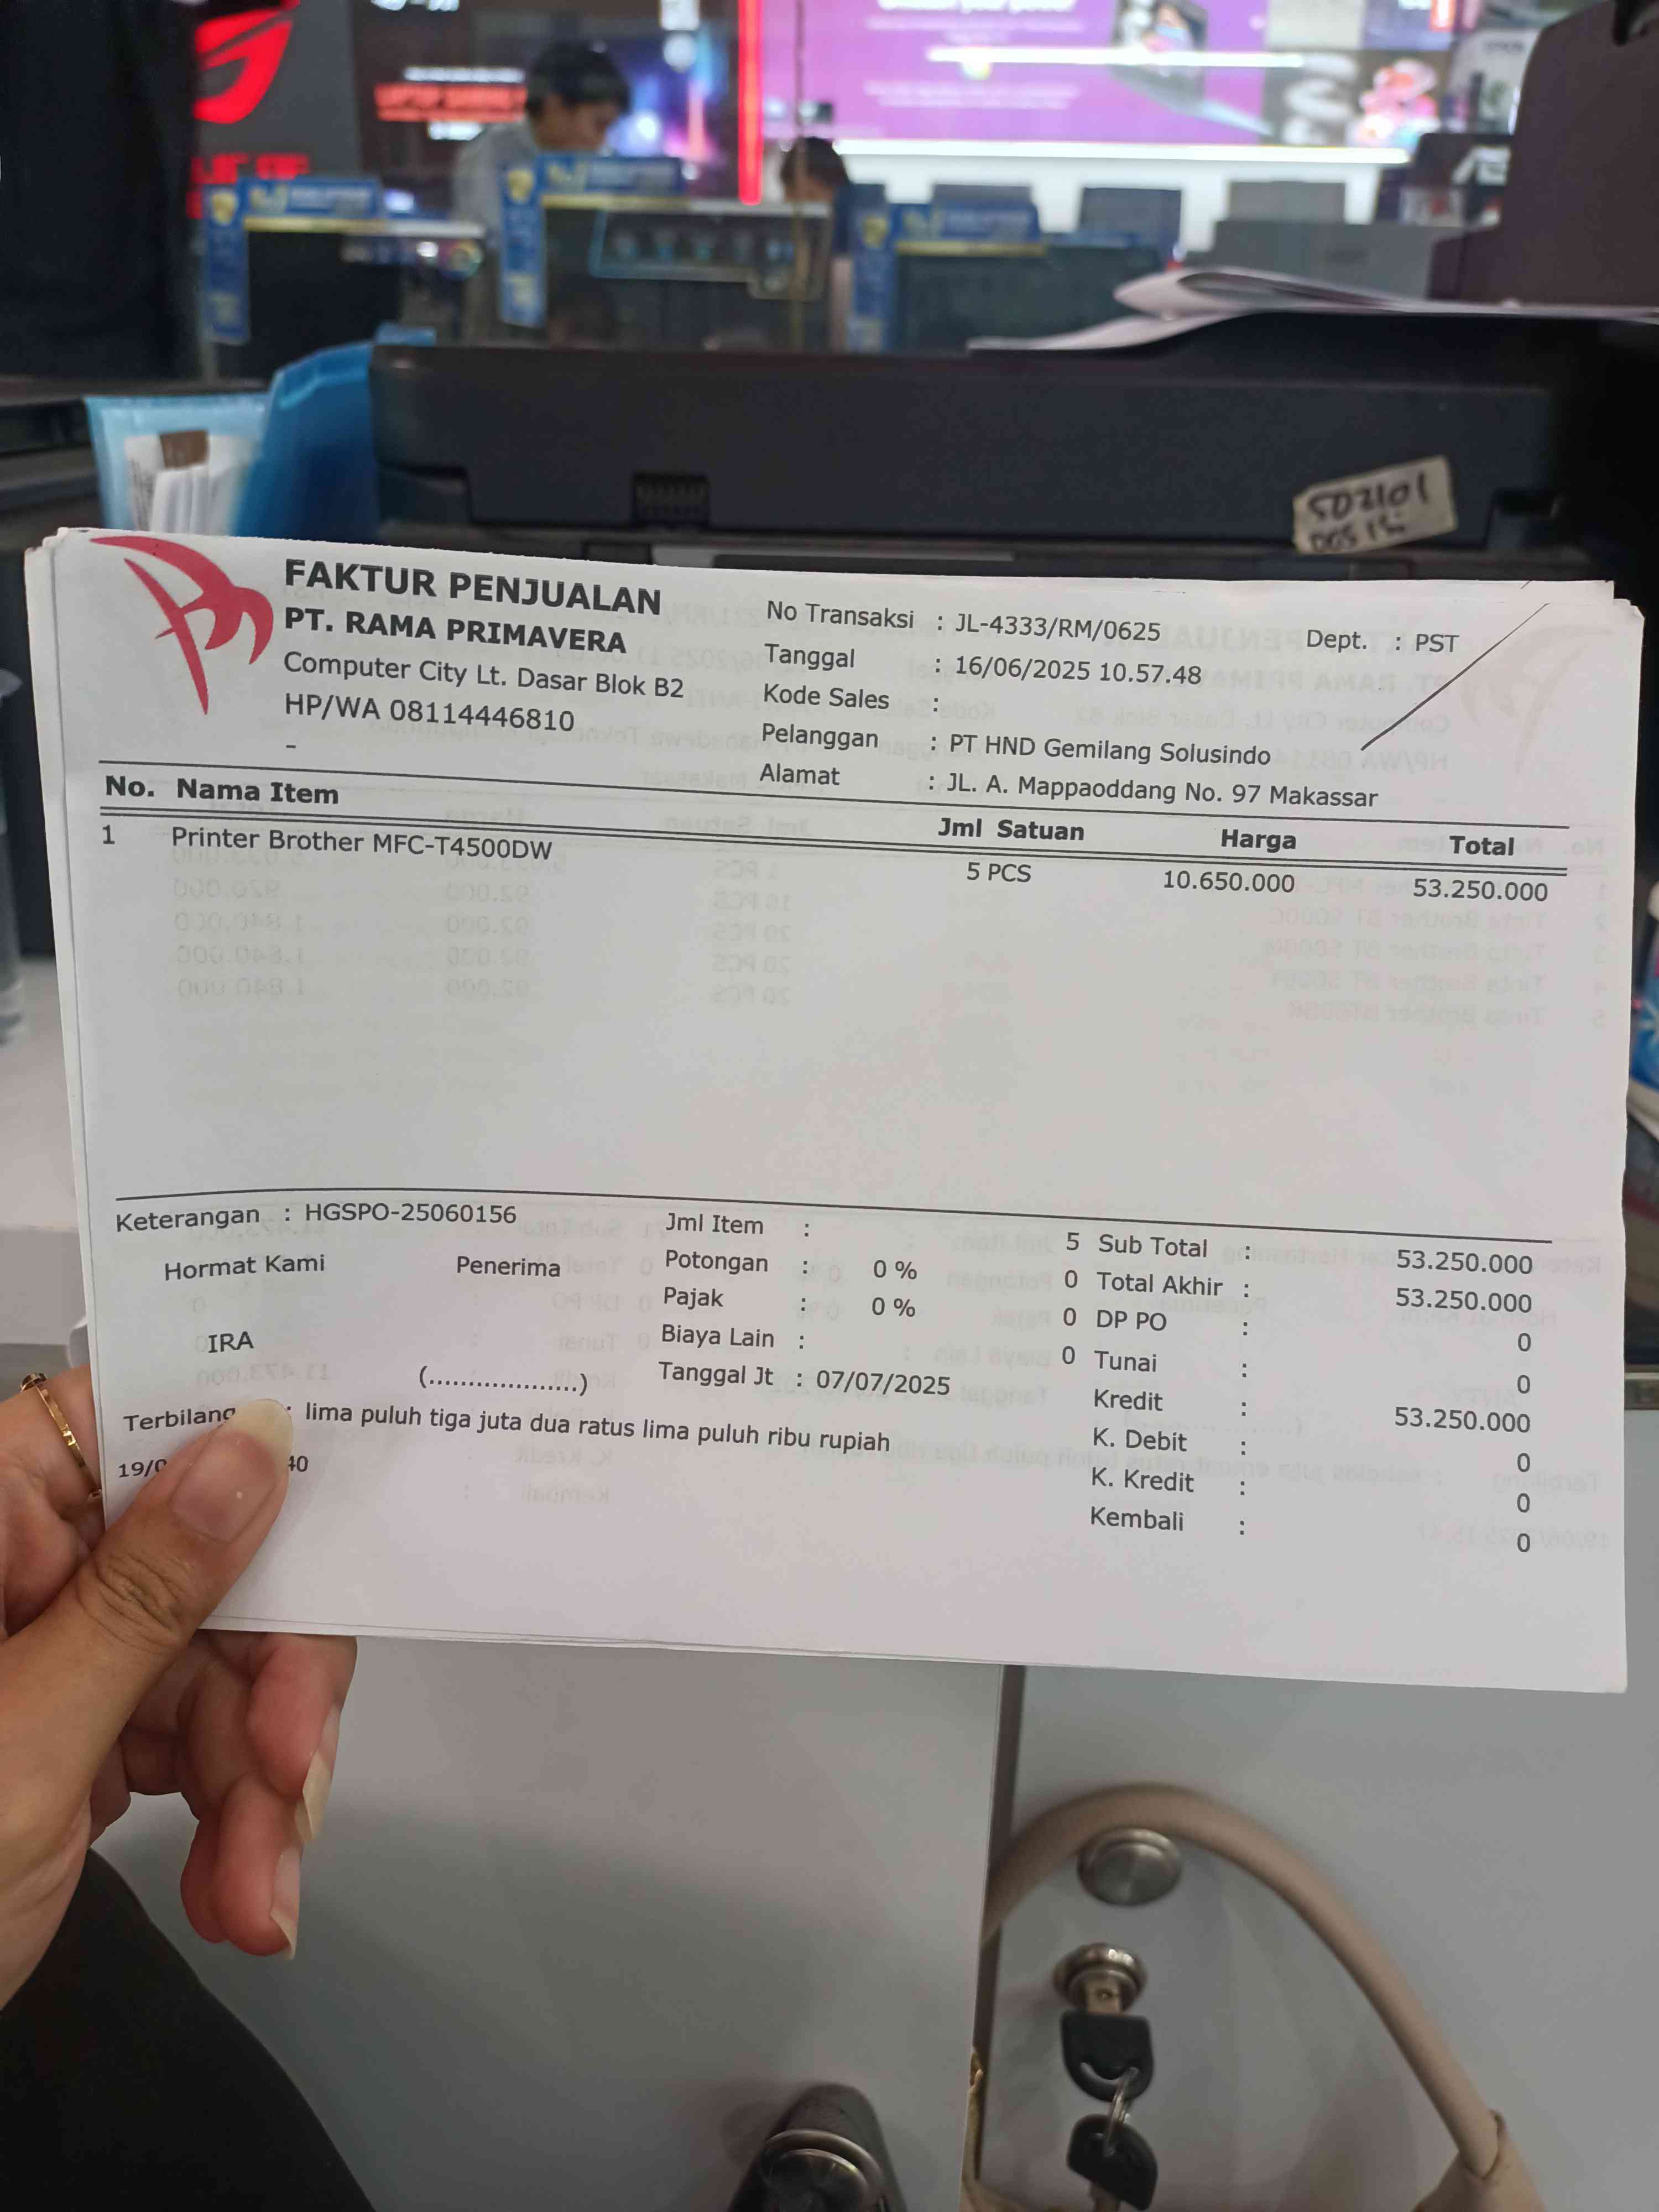 SD2101
FAKTUR PENJUALAN
PT. RAMA PRIMAVERA
Computer City Lt. Dasar Blok B2
HP/WA 08114446810
-
No Transaksi : JL-4333/RM/0625
Dept. : PST
Tanggal : 16/06/2025 10.57.48
Kode Sales :
Pelanggan : PT HND Gemilang Solusindo
Alamat : JL. A. Mappaoddang No. 97 Makassar
No. Nama Item Jml Satuan Harga Total
1 Printer Brother MFC-T4500DW 5 PCS 10.650.000 53.250.000
Keterangan : HGSPO-25060156
Hormat Kami Penerima
IRA
(...................)
Jml Item : 5
Potongan : 0 % 0
Pajak : 0 % 0
Biaya Lain : 0
Tanggal Jt : 07/07/2025
Sub Total : 53.250.000
Total Akhir : 53.250.000
DP PO : 0
Tunai : 0
Kredit : 53.250.000
K. Debit : 0
K. Kredit : 0
Kembali : 0
Terbilang : lima puluh tiga juta dua ratus lima puluh ribu rupiah
19/0 40